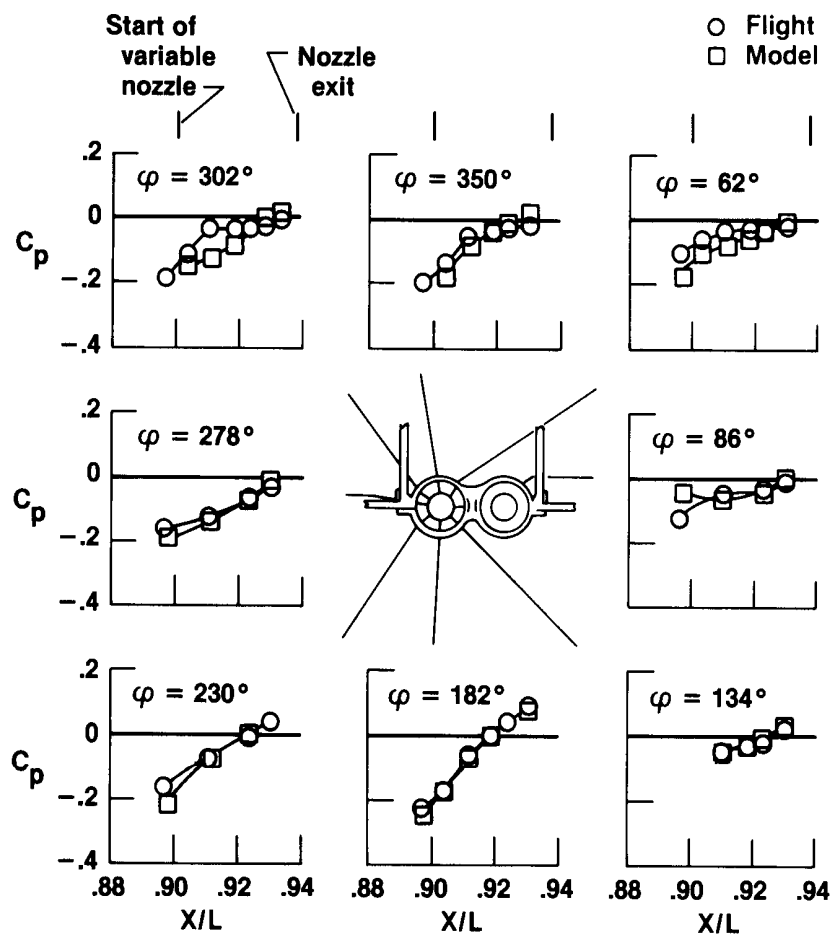 Start of
variable
nozzle
Nozzle
exit
Flight
Model
.2
0
Cp
-.2
-.4
φ = 302°
φ = 350°
φ = 62°
.2
0
Cp
-.2
-.4
φ = 278°
φ = 86°
.2
0
Cp
-.2
-.4
φ = 230°
φ = 182°
φ = 134°
.88 .90 .92 .94
X/L
.88 .90 .92 .94
X/L
.88 .90 .92 .94
X/L